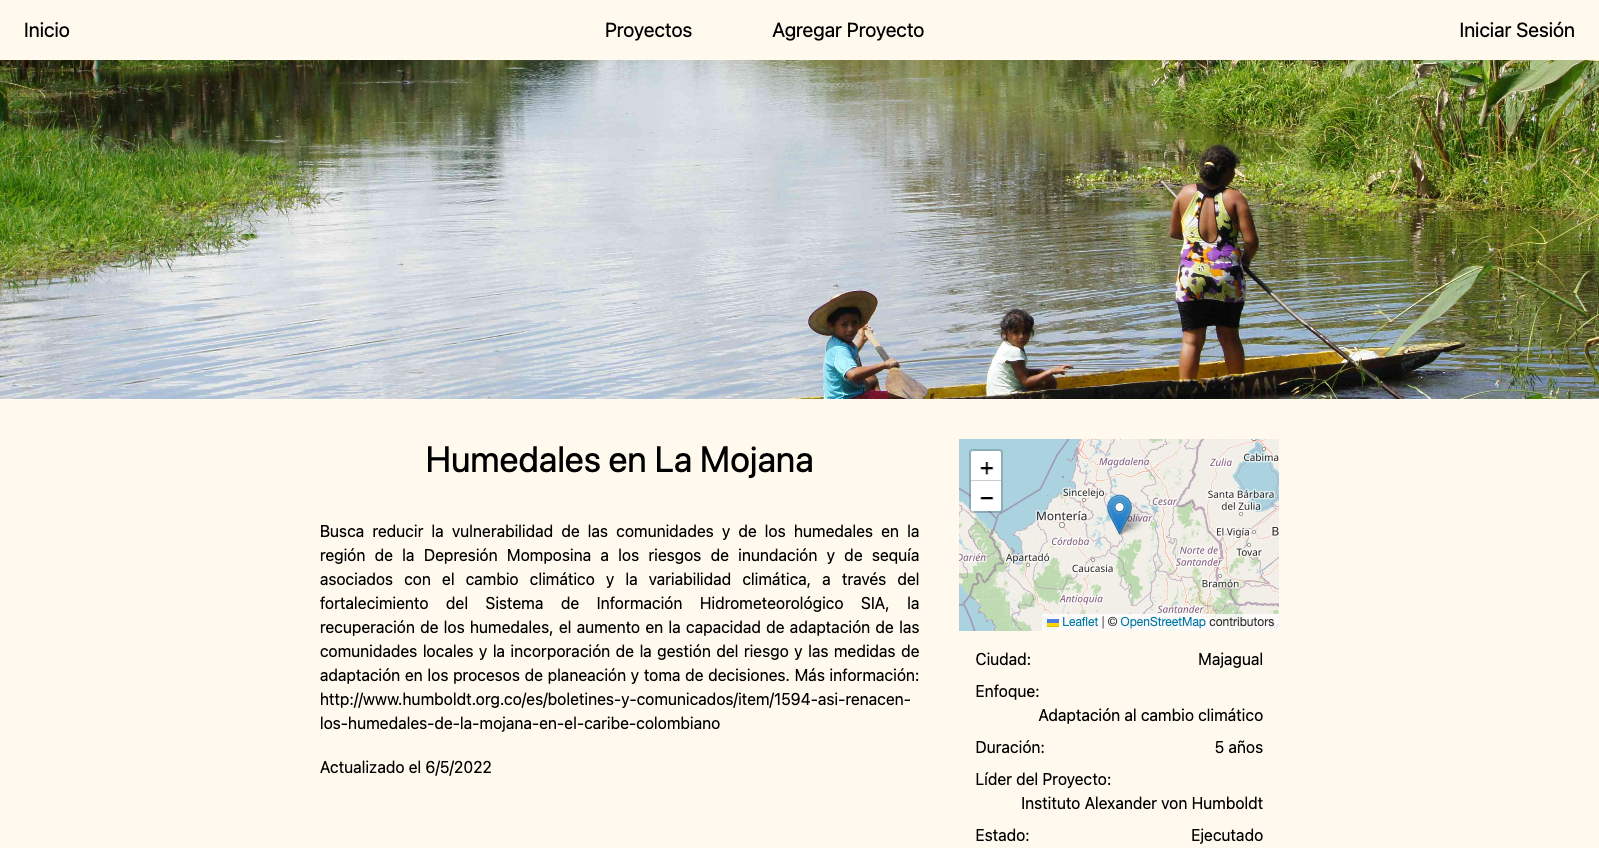 Inicio
Proyectos
Agregar Proyecto
Iniciar Sesión
Humedales en La Mojana
Busca reducir la vulnerabilidad de las comunidades y de los humedales en la
región de la Depresión Momposina a los riesgos de inundación y de sequía
asociados con el cambio climático y la variabilidad climática, a través del
fortalecimiento del Sistema de Información Hidrometeorológico SIA, la
recuperación de los humedales, el aumento en la capacidad de adaptación de las
comunidades locales y la incorporación de la gestión del riesgo y las medidas de
adaptación en los procesos de planeación y toma de decisiones. Más información:
http://www.humboldt.org.co/es/boletines-y-comunicados/item/1594-asi-renacen-
los-humedales-de-la-mojana-en-el-caribe-colombiano
Actualizado el 6/5/2022
+
−
Magdalena
Zulia
Cabima
Sincelejo
Cesar
Santa Bárbara
del Zulia
Montería
olívar
El Vigía
B
Córdoba
Darién
Apartadó
Norte de
Santander
Tovar
Caucasia
Bramón
Antioquia
Santander
Leaflet | © OpenStreetMap contributors
Ciudad: Majagual
Enfoque:
Adaptación al cambio climático
Duración: 5 años
Líder del Proyecto:
Instituto Alexander von Humboldt
Estado: Ejecutado